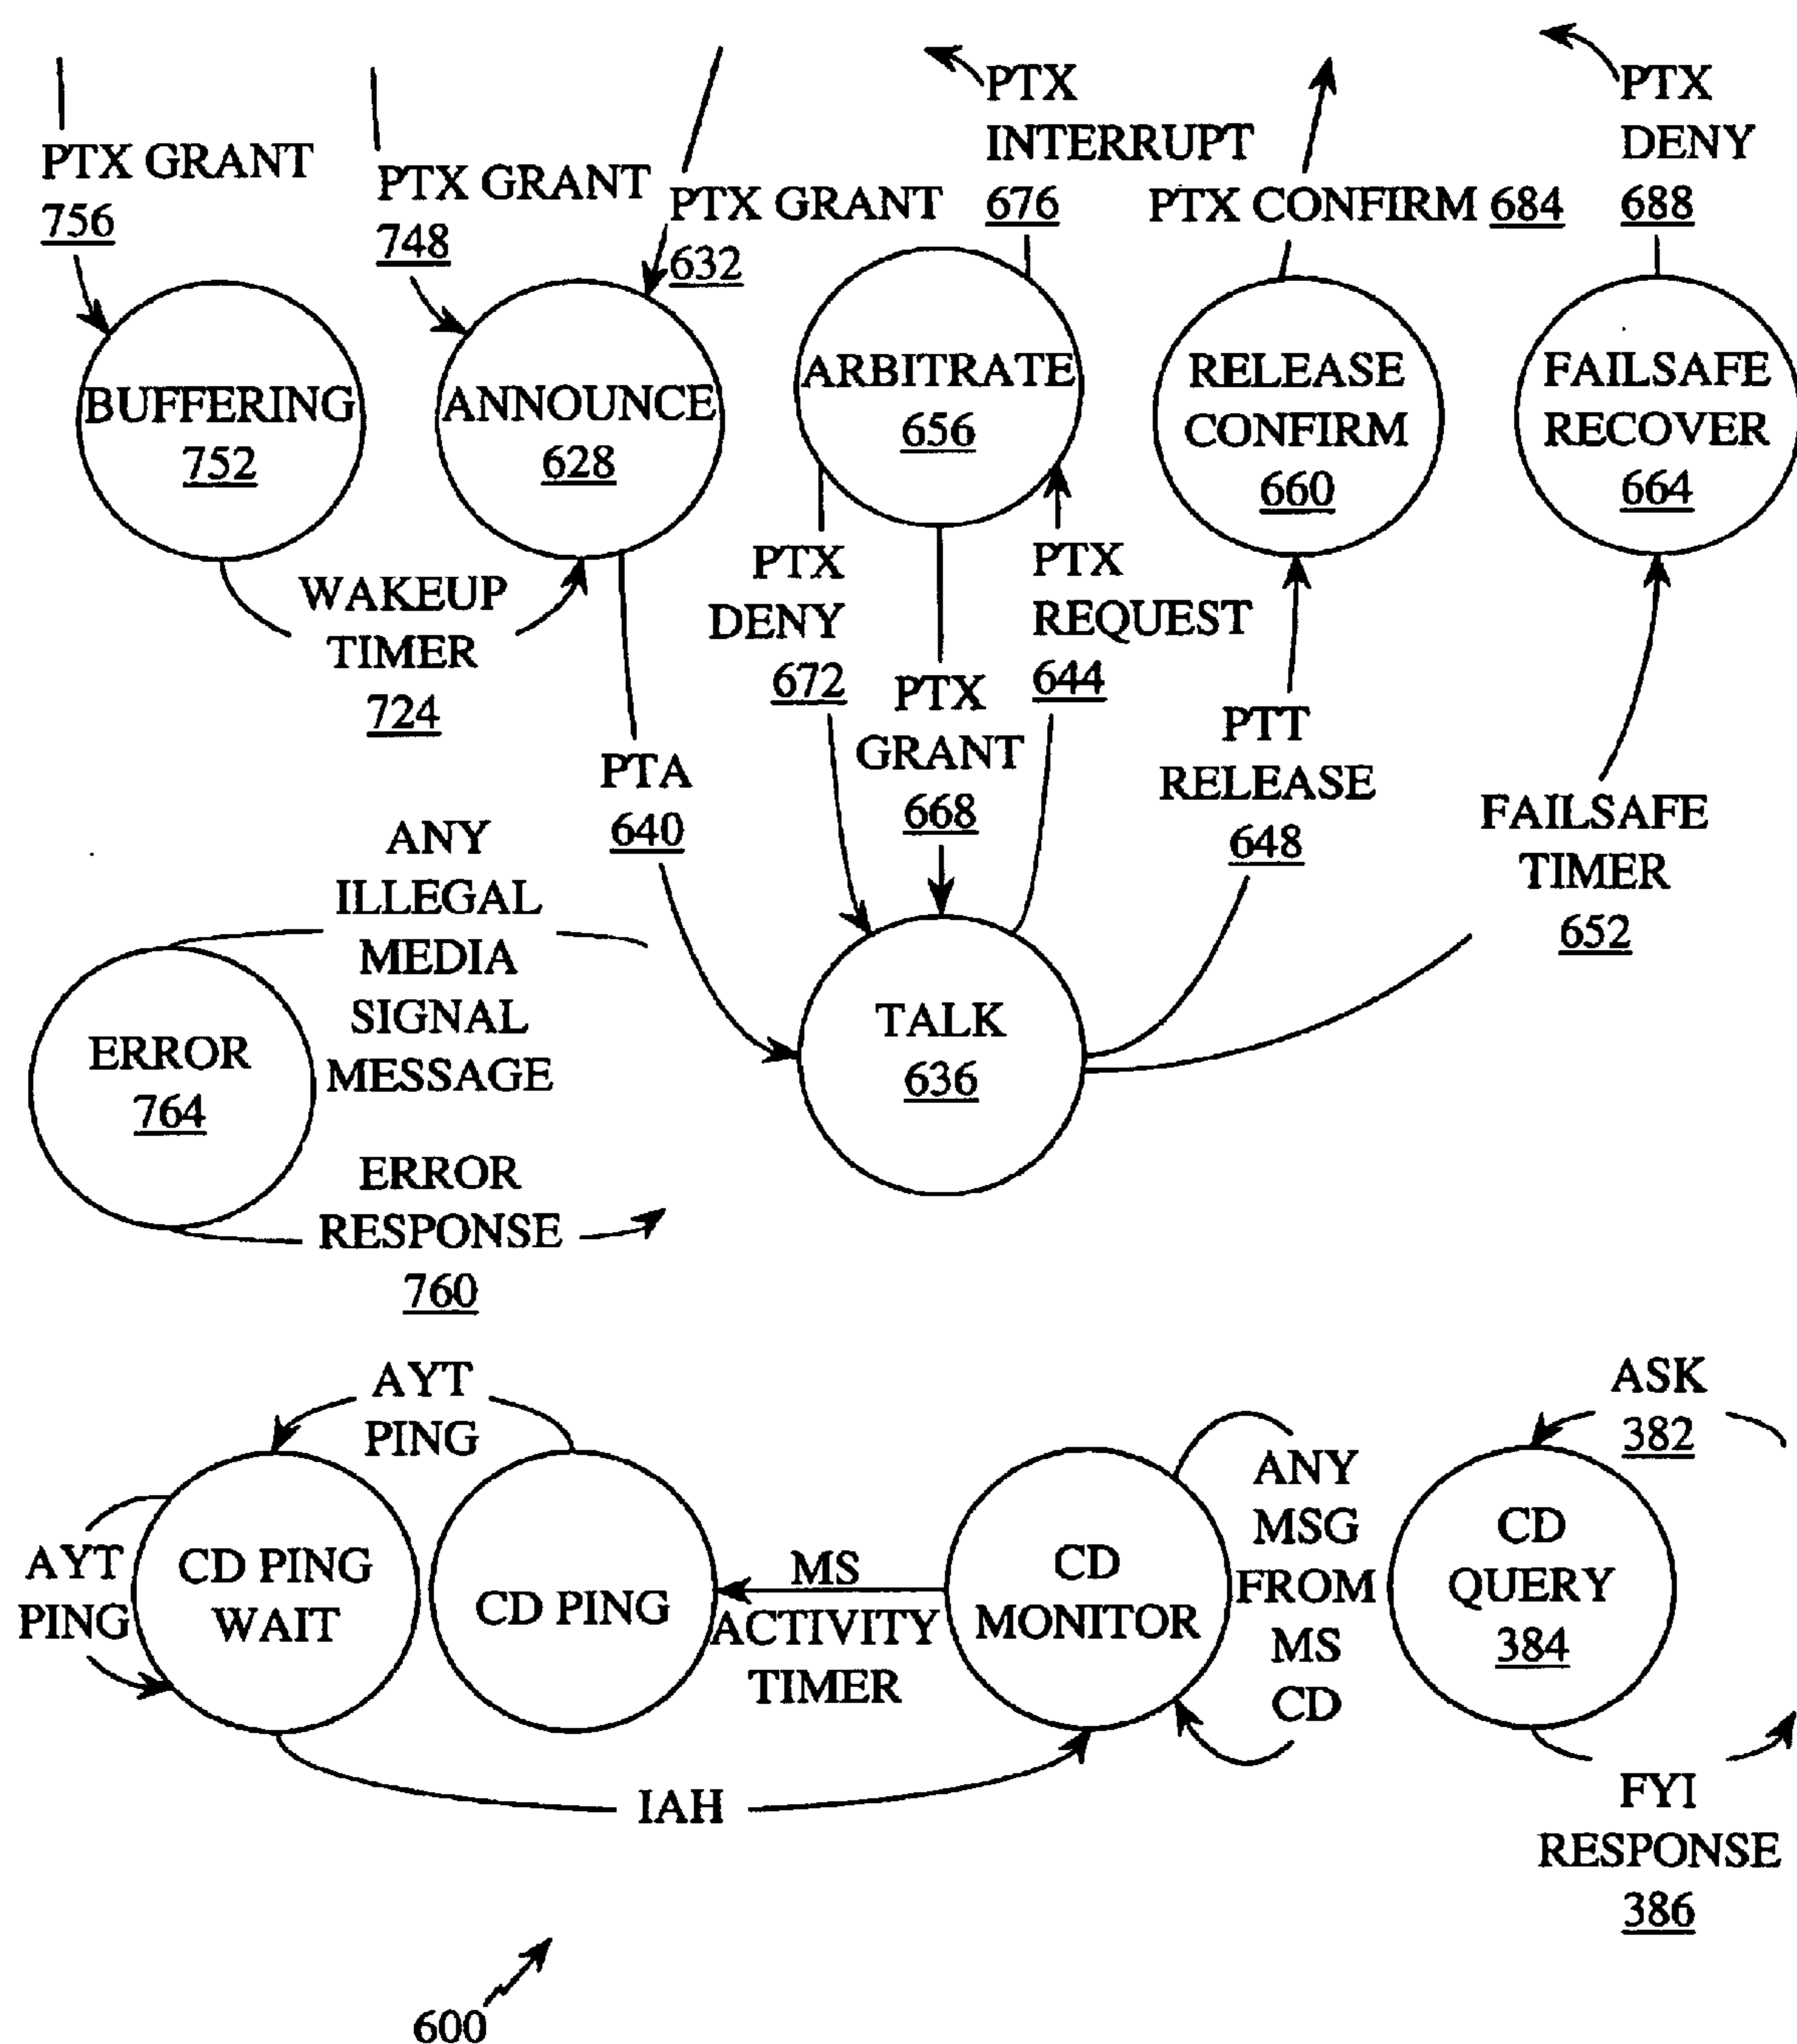 PTX GRANT
756
PTX GRANT
748
PTX GRANT
632
PTX
INTERRUPT
676
PTX CONFIRM 684
PTX
DENY
688
BUFFERING
752
ANNOUNCE
628
ARBITRATE
656
RELEASE
CONFIRM
660
FAILSAFE
RECOVER
664
WAKEUP
TIMER
724
PTX
DENY
672
PTX
GRANT
668
PTX
REQUEST
644
PTT
RELEASE
648
FAILSAFE
TIMER
652
PTA
640
ANY
ILLEGAL
MEDIA
SIGNAL
MESSAGE
ERROR
764
TALK
636
ERROR
RESPONSE
760
AYT
PING
ASK
382
AYT
PING
CD PING
WAIT
CD PING
MS
ACTIVITY
TIMER
CD
MONITOR
ANY
MSG
FROM
MS
CD
CD
QUERY
384
IAH
FYI
RESPONSE
386
600